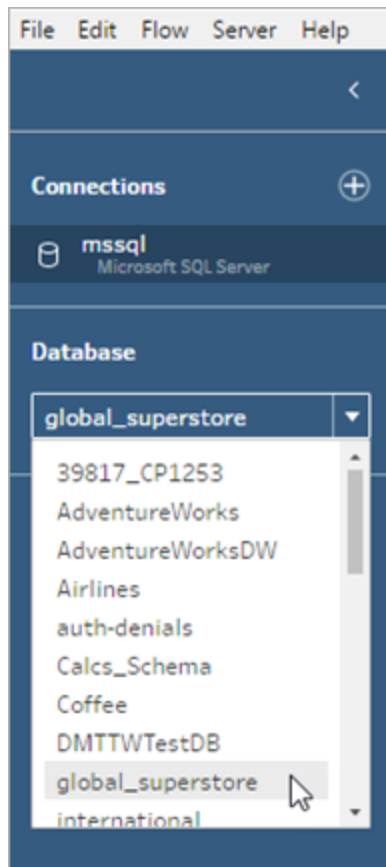 File Edit Flow Server Help
Connections
mssql
Microsoft SQL Server
Database
global_superstore
39817_CP1253
AdventureWorks
AdventureWorksDW
Airlines
auth-denials
Calcs_Schema
Coffee
DMTTWTestDB
global_superstore
international